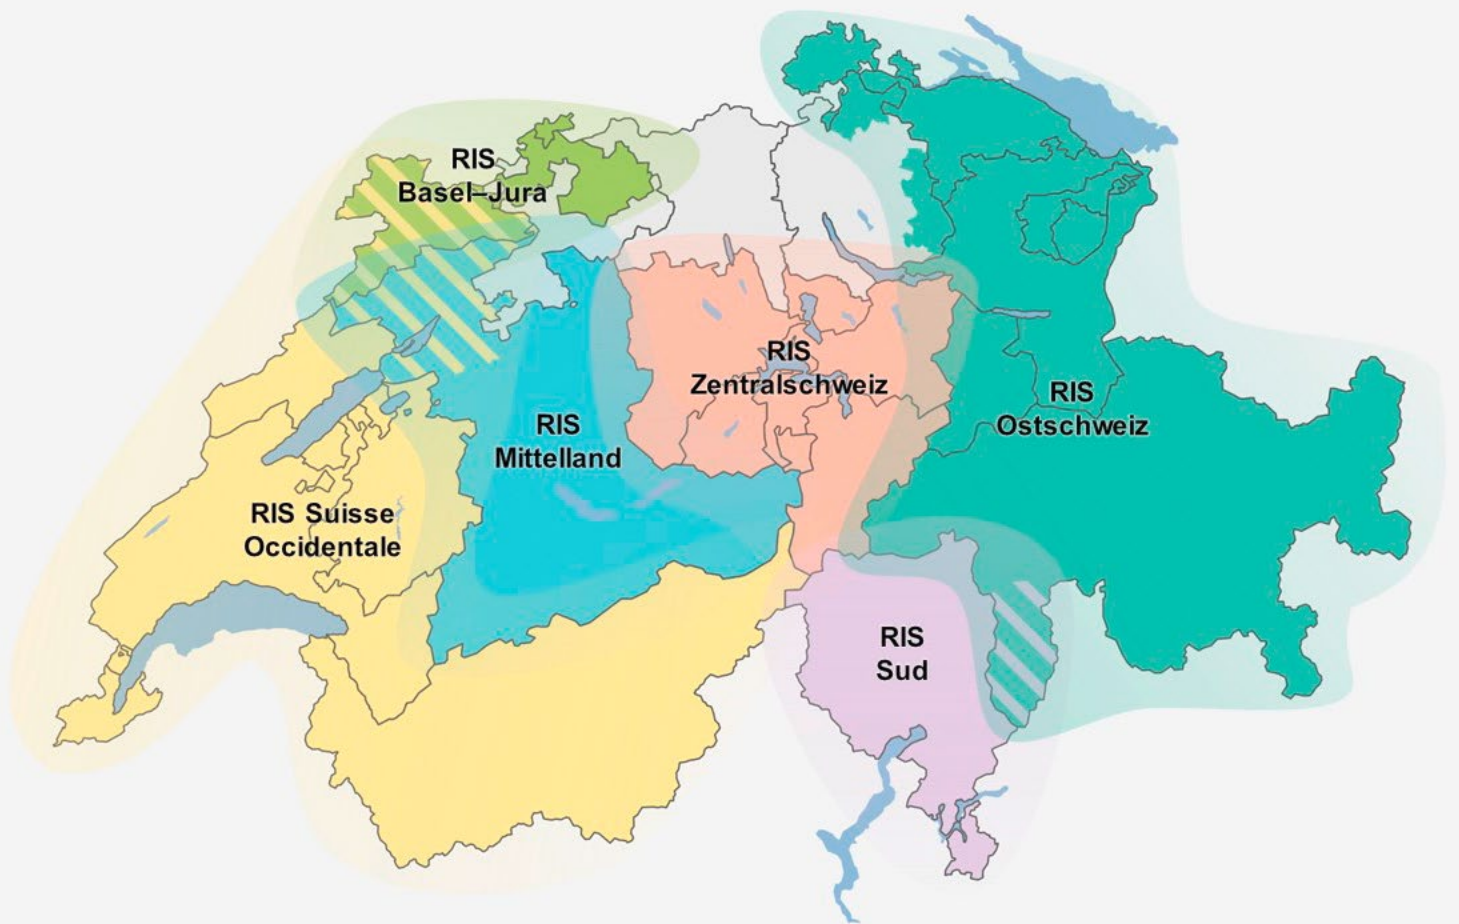 RIS
Basel–Jura
RIS
Zentralschweiz
RIS
Ostschweiz
RIS
Mittelland
RIS Suisse
Occidentale
RIS
Sud